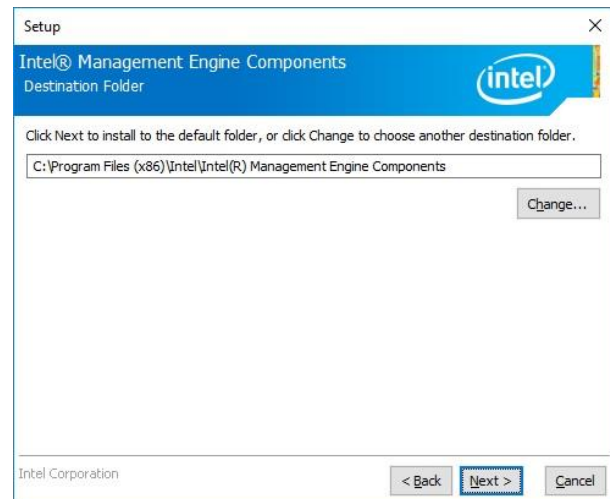 Setup
Intel® Management Engine Components
Destination Folder
intel
Click Next to install to the default folder, or click Change to choose another destination folder.
C:\Program Files (x86)\Intel\Intel(R) Management Engine Components
Change...
Intel Corporation
< Back Next > Cancel